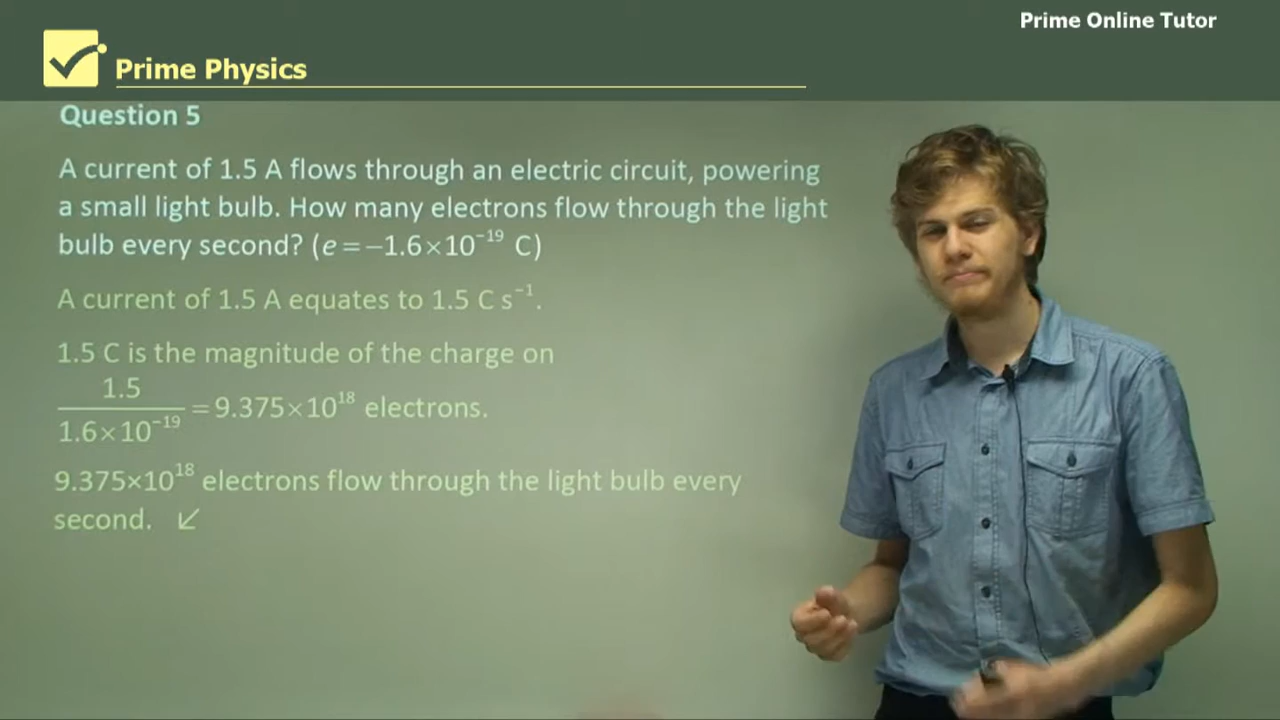 Prime Online Tutor
Prime Physics
Question 5
A current of 1.5 A flows through an electric circuit, powering
a small light bulb. How many electrons flow through the light
bulb every second? (e = −1.6×10⁻¹⁹ C)
A current of 1.5 A equates to 1.5 C s⁻¹.
1.5 C is the magnitude of the charge on
1.5
1.6×10⁻¹⁹ = 9.375×10¹⁸ electrons.
9.375×10¹⁸ electrons flow through the light bulb every
second. ↙